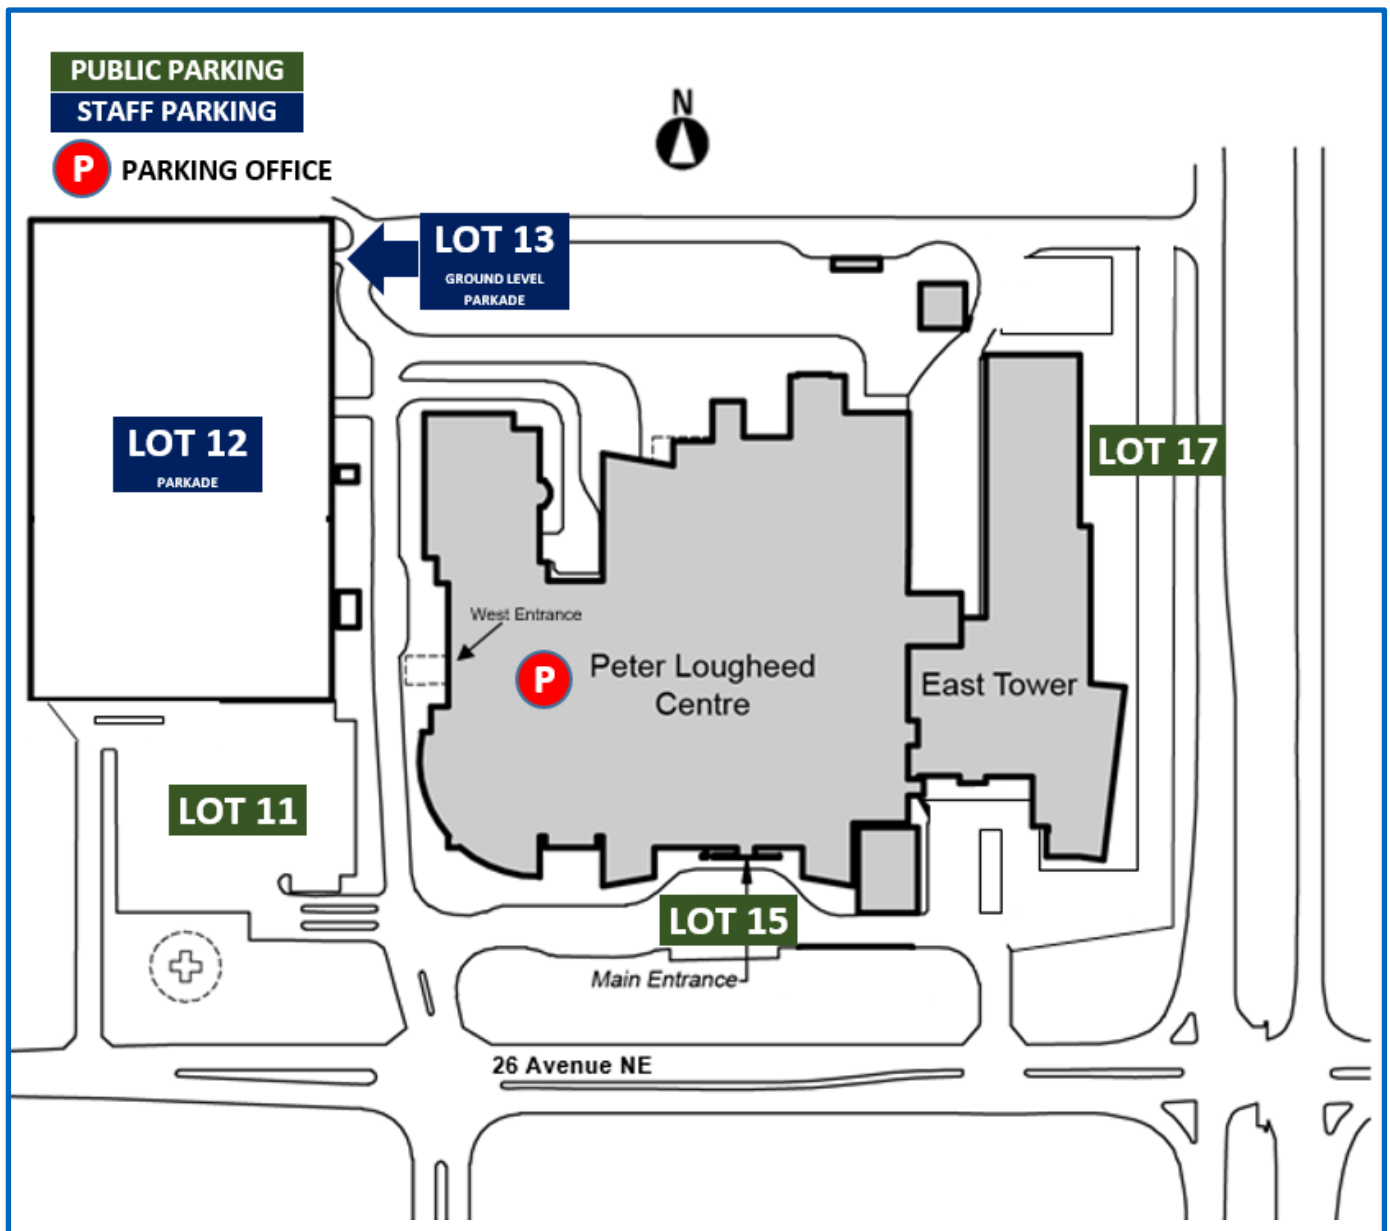 PUBLIC PARKING
STAFF PARKING
P PARKING OFFICE
N
LOT 13
GROUND LEVEL
PARKADE
LOT 12
PARKADE
LOT 17
West Entrance
P
Peter Lougheed
Centre
East Tower
LOT 11
LOT 15
Main Entrance
26 Avenue NE